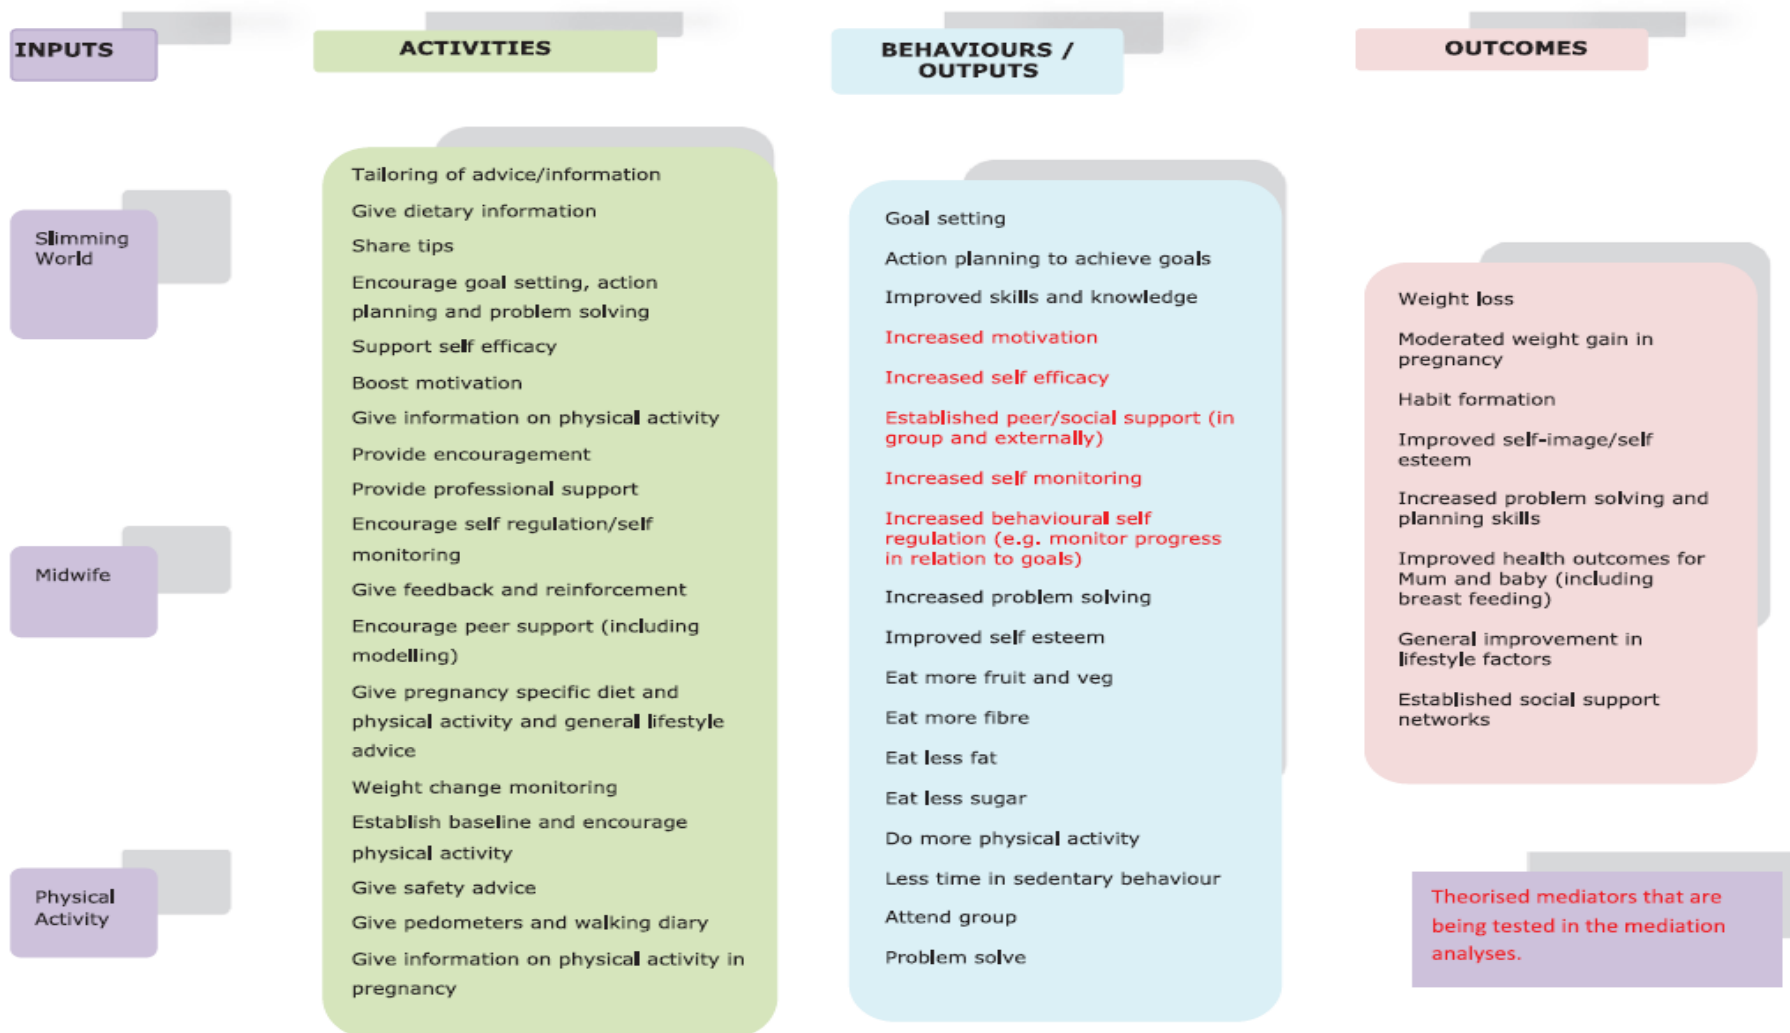 INPUTS
ACTIVITIES
BEHAVIOURS /
OUTPUTS
OUTCOMES
Slimming
World
Midwife
Physical
Activity
Tailoring of advice/information
Give dietary information
Share tips
Encourage goal setting, action
planning and problem solving
Support self efficacy
Boost motivation
Give information on physical activity
Provide encouragement
Provide professional support
Encourage self regulation/self
monitoring
Give feedback and reinforcement
Encourage peer support (including
modelling)
Give pregnancy specific diet and
physical activity and general lifestyle
advice
Weight change monitoring
Establish baseline and encourage
physical activity
Give safety advice
Give pedometers and walking diary
Give information on physical activity in
pregnancy
Goal setting
Action planning to achieve goals
Improved skills and knowledge
Increased motivation
Increased self efficacy
Established peer/social support (in
group and externally)
Increased self monitoring
Increased behavioural self
regulation (e.g. monitor progress
in relation to goals)
Increased problem solving
Improved self esteem
Eat more fruit and veg
Eat more fibre
Eat less fat
Eat less sugar
Do more physical activity
Less time in sedentary behaviour
Attend group
Problem solve
Weight loss
Moderated weight gain in
pregnancy
Habit formation
Improved self-image/self
esteem
Increased problem solving and
planning skills
Improved health outcomes for
Mum and baby (including
breast feeding)
General improvement in
lifestyle factors
Established social support
networks
Theorised mediators that are
being tested in the mediation
analyses.